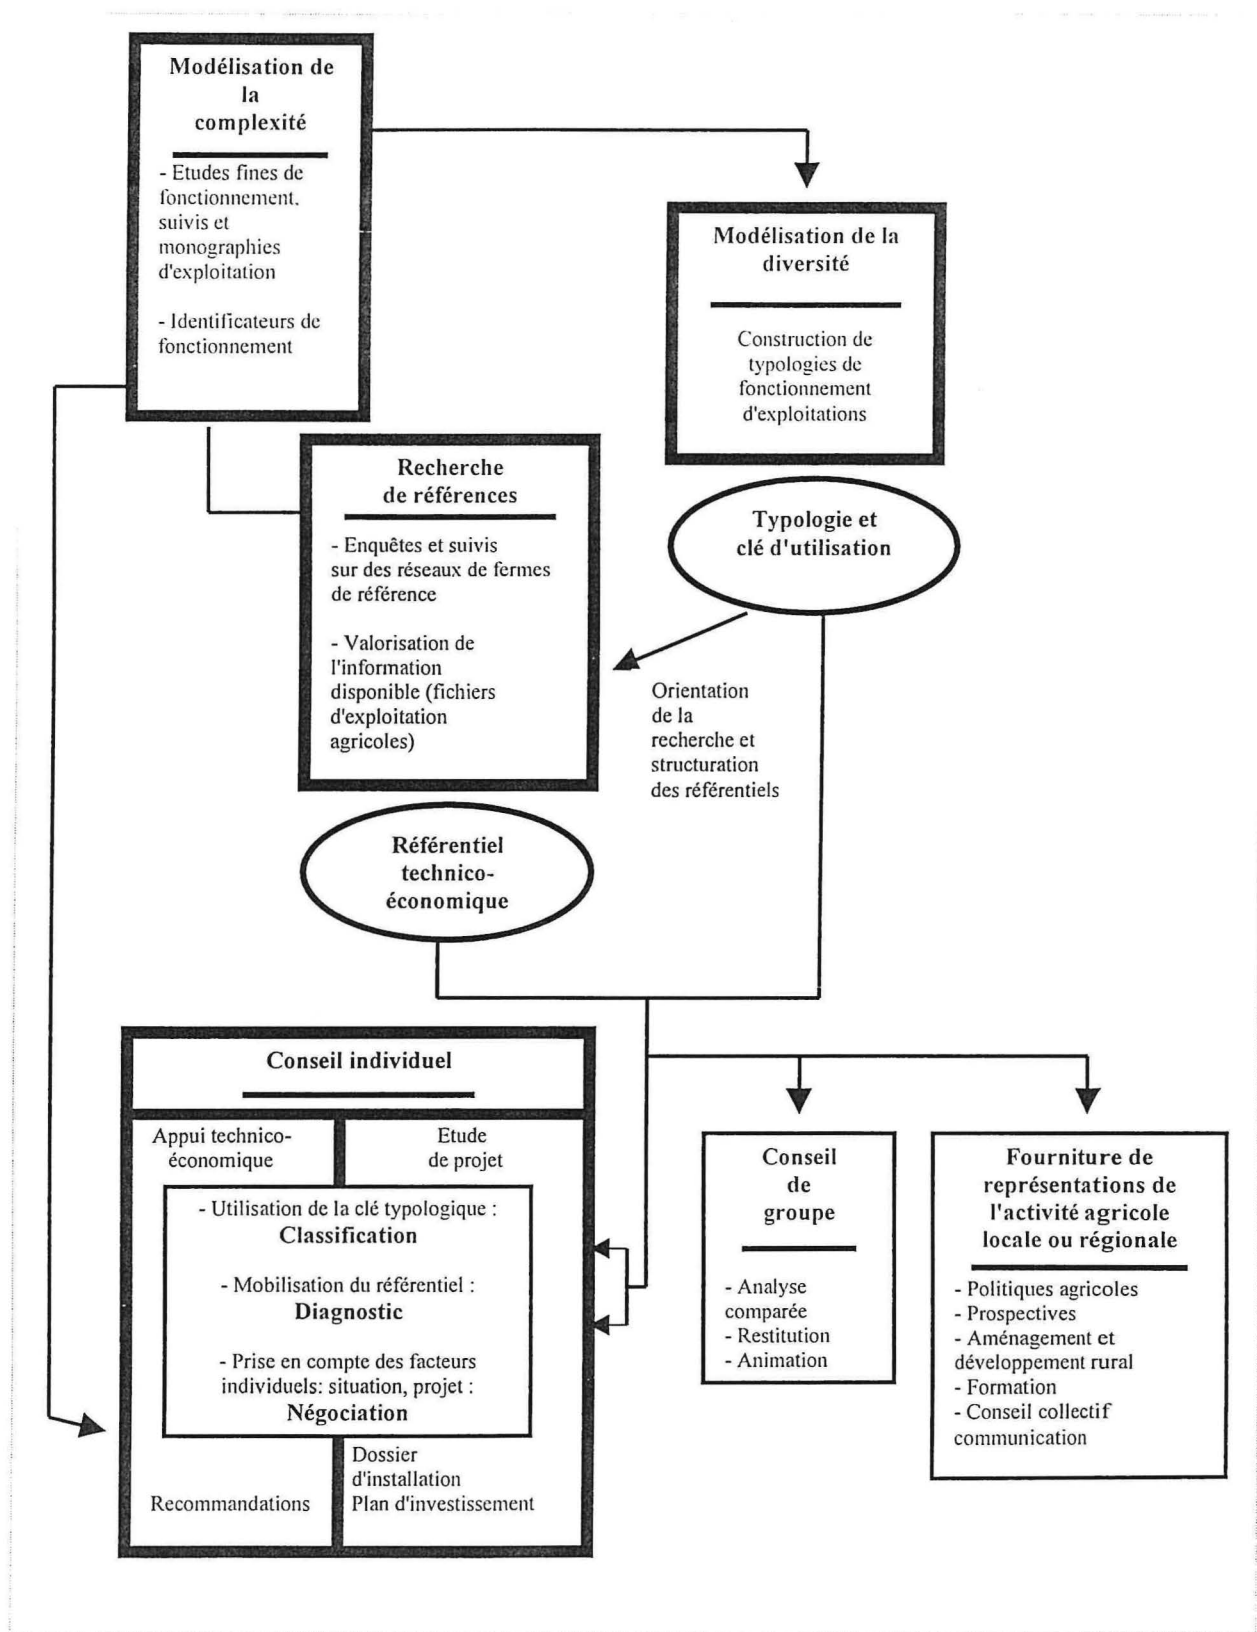 Modélisation de
la
complexité
- Etudes fines de
fonctionnement,
suivis et
monographies
d'exploitation
- Identificateurs de
fonctionnement
Modélisation de la
diversité
Construction de
typologies de
fonctionnement
d'exploitations
Recherche
de références
- Enquêtes et suivis
sur des réseaux de fermes
de référence
- Valorisation de
l'information
disponible (fichiers
d'exploitation
agricoles)
Typologie et
clé d'utilisation
Orientation
de la
recherche et
structuration
des référentiels
Référentiel
technico-
économique
Conseil individuel
Appui technico-
économique
Etude
de projet
- Utilisation de la clé typologique :
Classification
- Mobilisation du référentiel :
Diagnostic
- Prise en compte des facteurs
individuels: situation, projet :
Négociation
Recommandations
Dossier
d'installation
Plan d'investissement
Conseil
de
groupe
- Analyse
comparée
- Restitution
- Animation
Fourniture de
représentations de
l'activité agricole
locale ou régionale
- Politiques agricoles
- Prospectives
- Aménagement et
développement rural
- Formation
- Conseil collectif
communication